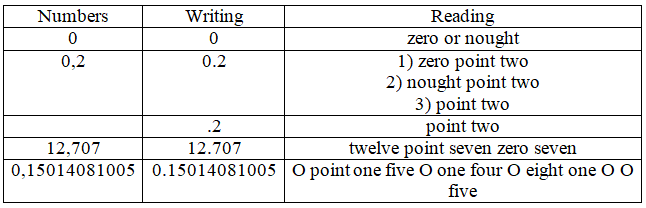 Numbers Writing Reading
0 0 zero or nought
0,2 0.2 1) zero point two
2) nought point two
3) point two
.2 point two
12,707 12.707 twelve point seven zero seven
0,15014081005 0.15014081005 O point one five O one four O eight one O O
five